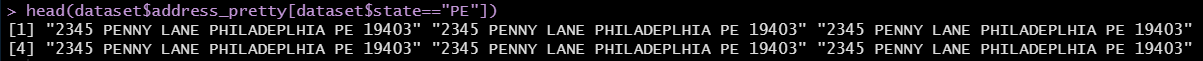 > head(dataset$address_pretty[dataset$state=="PE"])
[1] "2345 PENNY LANE PHILADEPLHIA PE 19403" "2345 PENNY LANE PHILADEPLHIA PE 19403" "2345 PENNY LANE PHILADEPLHIA PE 19403"
[4] "2345 PENNY LANE PHILADEPLHIA PE 19403" "2345 PENNY LANE PHILADEPLHIA PE 19403" "2345 PENNY LANE PHILADEPLHIA PE 19403"